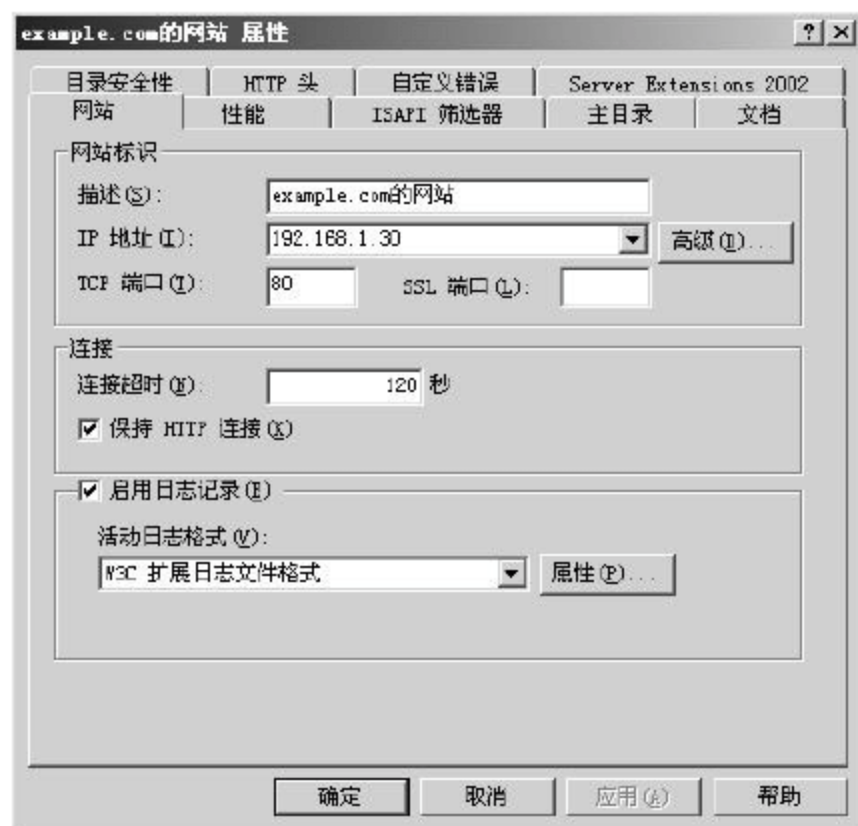 example.com的网站 属性
目录安全性 HTTP 头 自定义错误 Server Extensions 2002
网站 性能 ISAPI 筛选器 主目录 文档
网站标识
描述(S): example.com的网站
IP 地址(I): 192.168.1.30 高级(D)...
TCP 端口(T): 80 SSL 端口(L):
连接
连接超时(N): 120 秒
保持 HTTP 连接(K)
启用日志记录(E)
活动日志格式(V):
W3C 扩展日志文件格式 属性(P)...
确定 取消 应用(A) 帮助